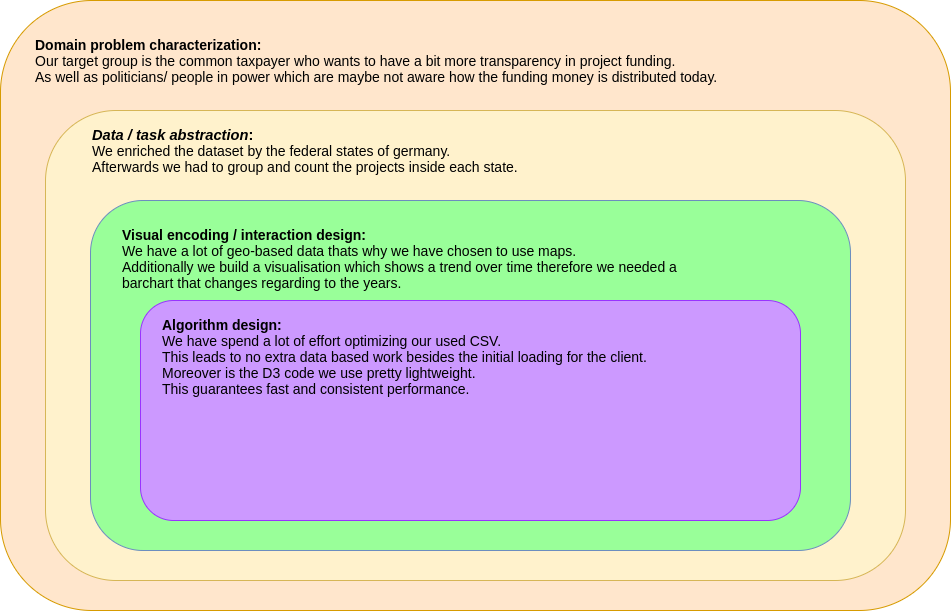 Domain problem characterization:
Our target group is the common taxpayer who wants to have a bit more transparency in project funding.
As well as politicians/ people in power which are maybe not aware how the funding money is distributed today.
Data / task abstraction:
We enriched the dataset by the federal states of germany.
Afterwards we had to group and count the projects inside each state.
Visual encoding / interaction design:
We have a lot of geo-based data thats why we have chosen to use maps.
Additionally we build a visualisation which shows a trend over time therefore we needed a
barchart that changes regarding to the years.
Algorithm design:
We have spend a lot of effort optimizing our used CSV.
This leads to no extra data based work besides the initial loading for the client.
Moreover is the D3 code we use pretty lightweight.
This guarantees fast and consistent performance.